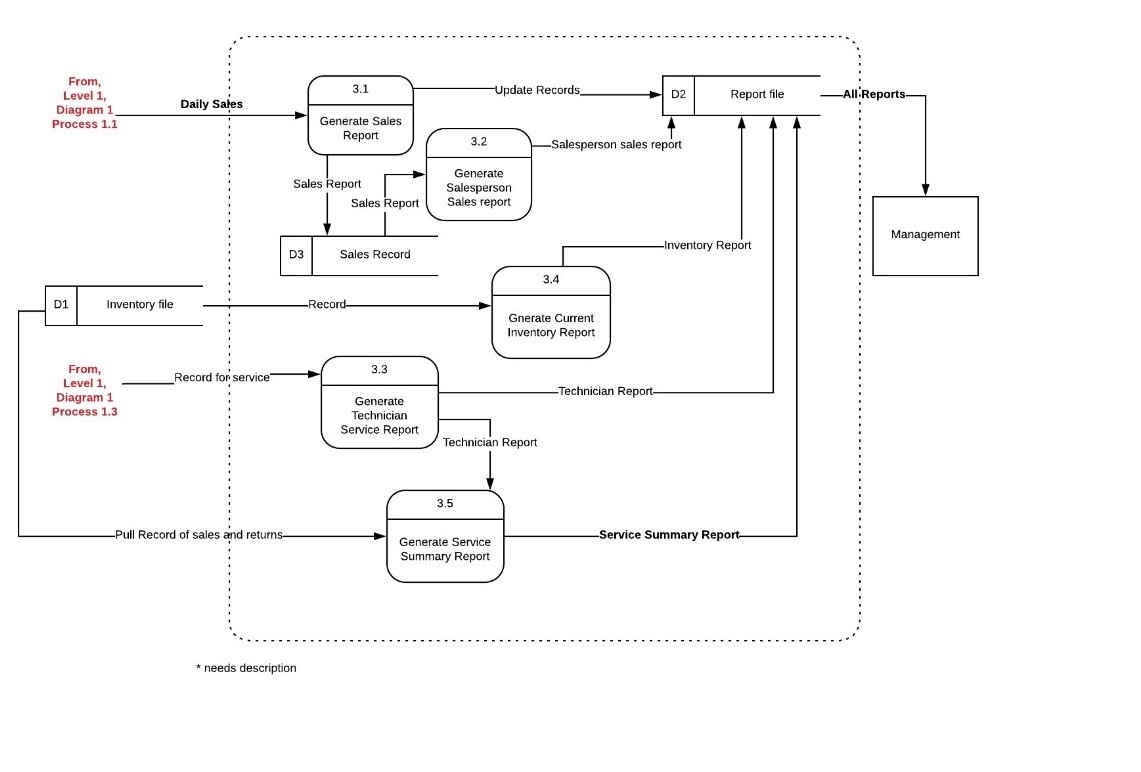 From,
Level 1,
Diagram 1
Process 1.1
Daily Sales
3.1
Generate Sales
Report
Update Records
D2
Report file
All Reports
3.2
Generate
Salesperson
Sales report
Salesperson sales report
Sales Report
Sales Report
Management
D3
Sales Record
Inventory Report
3.4
Gnerate Current
Inventory Report
D1
Inventory file
Record
From,
Level 1,
Diagram 1
Process 1.3
Record for service
3.3
Generate
Technician
Service Report
Technician Report
Technician Report
3.5
Generate Service
Summary Report
Pull Record of sales and returns
Service Summary Report
* needs description